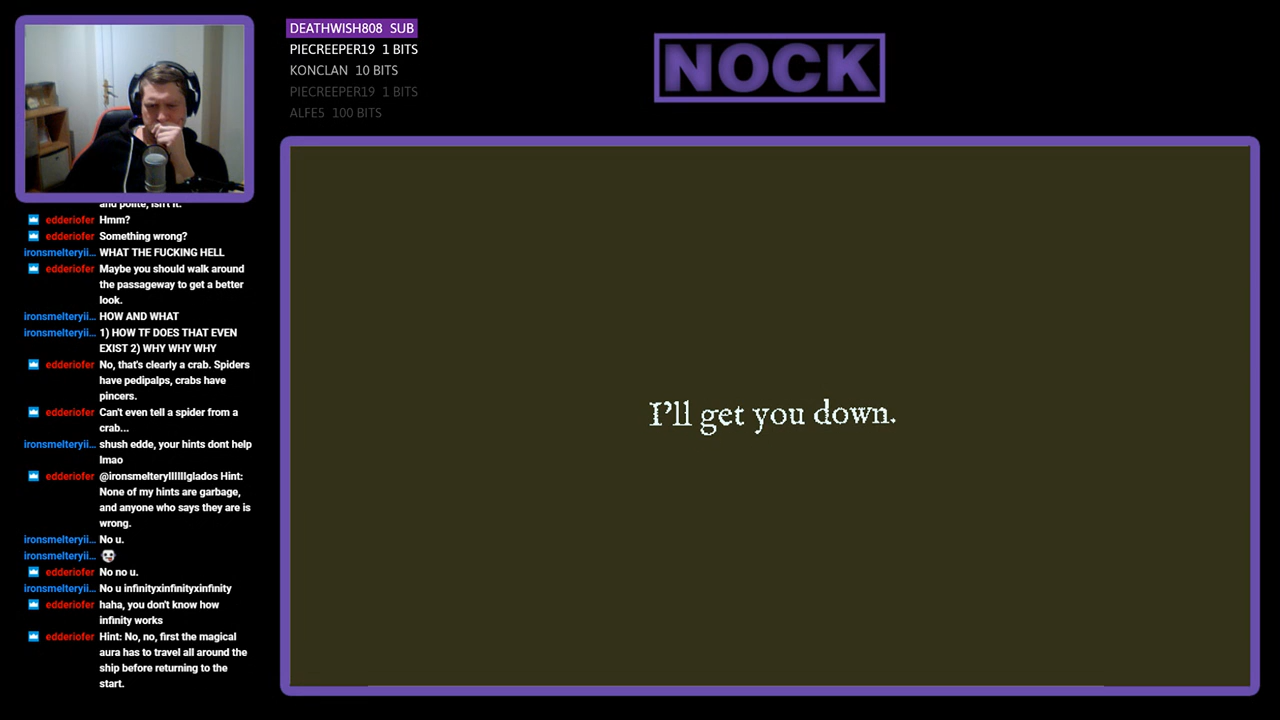 DEATHWISH808 SUB
PIECREEPER19 1 BITS
KONCLAN 10 BITS
PIECREEPER19 1 BITS
ALFE5 100 BITS
NOCK
and polite, isn't it.
edderiofer Hmm?
edderiofer Something wrong?
ironsmelteryii... WHAT THE FUCKING HELL
edderiofer Maybe you should walk around
the passageway to get a better
look.
ironsmelteryii... HOW AND WHAT
ironsmelteryii... 1) HOW TF DOES THAT EVEN
EXIST 2) WHY WHY WHY
edderiofer No, that's clearly a crab. Spiders
have pedipalps, crabs have
pincers.
edderiofer Can't even tell a spider from a
crab...
ironsmelteryii... shush edde, your hints dont help
lmao
edderiofer @ironsmelteryIIIIIIglados Hint:
None of my hints are garbage,
and anyone who says they are is
wrong.
ironsmelteryii... No u.
ironsmelteryii...
edderiofer No no u.
ironsmelteryii... No u infinityxinfinityxinfinity
edderiofer haha, you don't know how
infinity works
edderiofer Hint: No, no, first the magical
aura has to travel all around the
ship before returning to the
start.
I'll get you down.